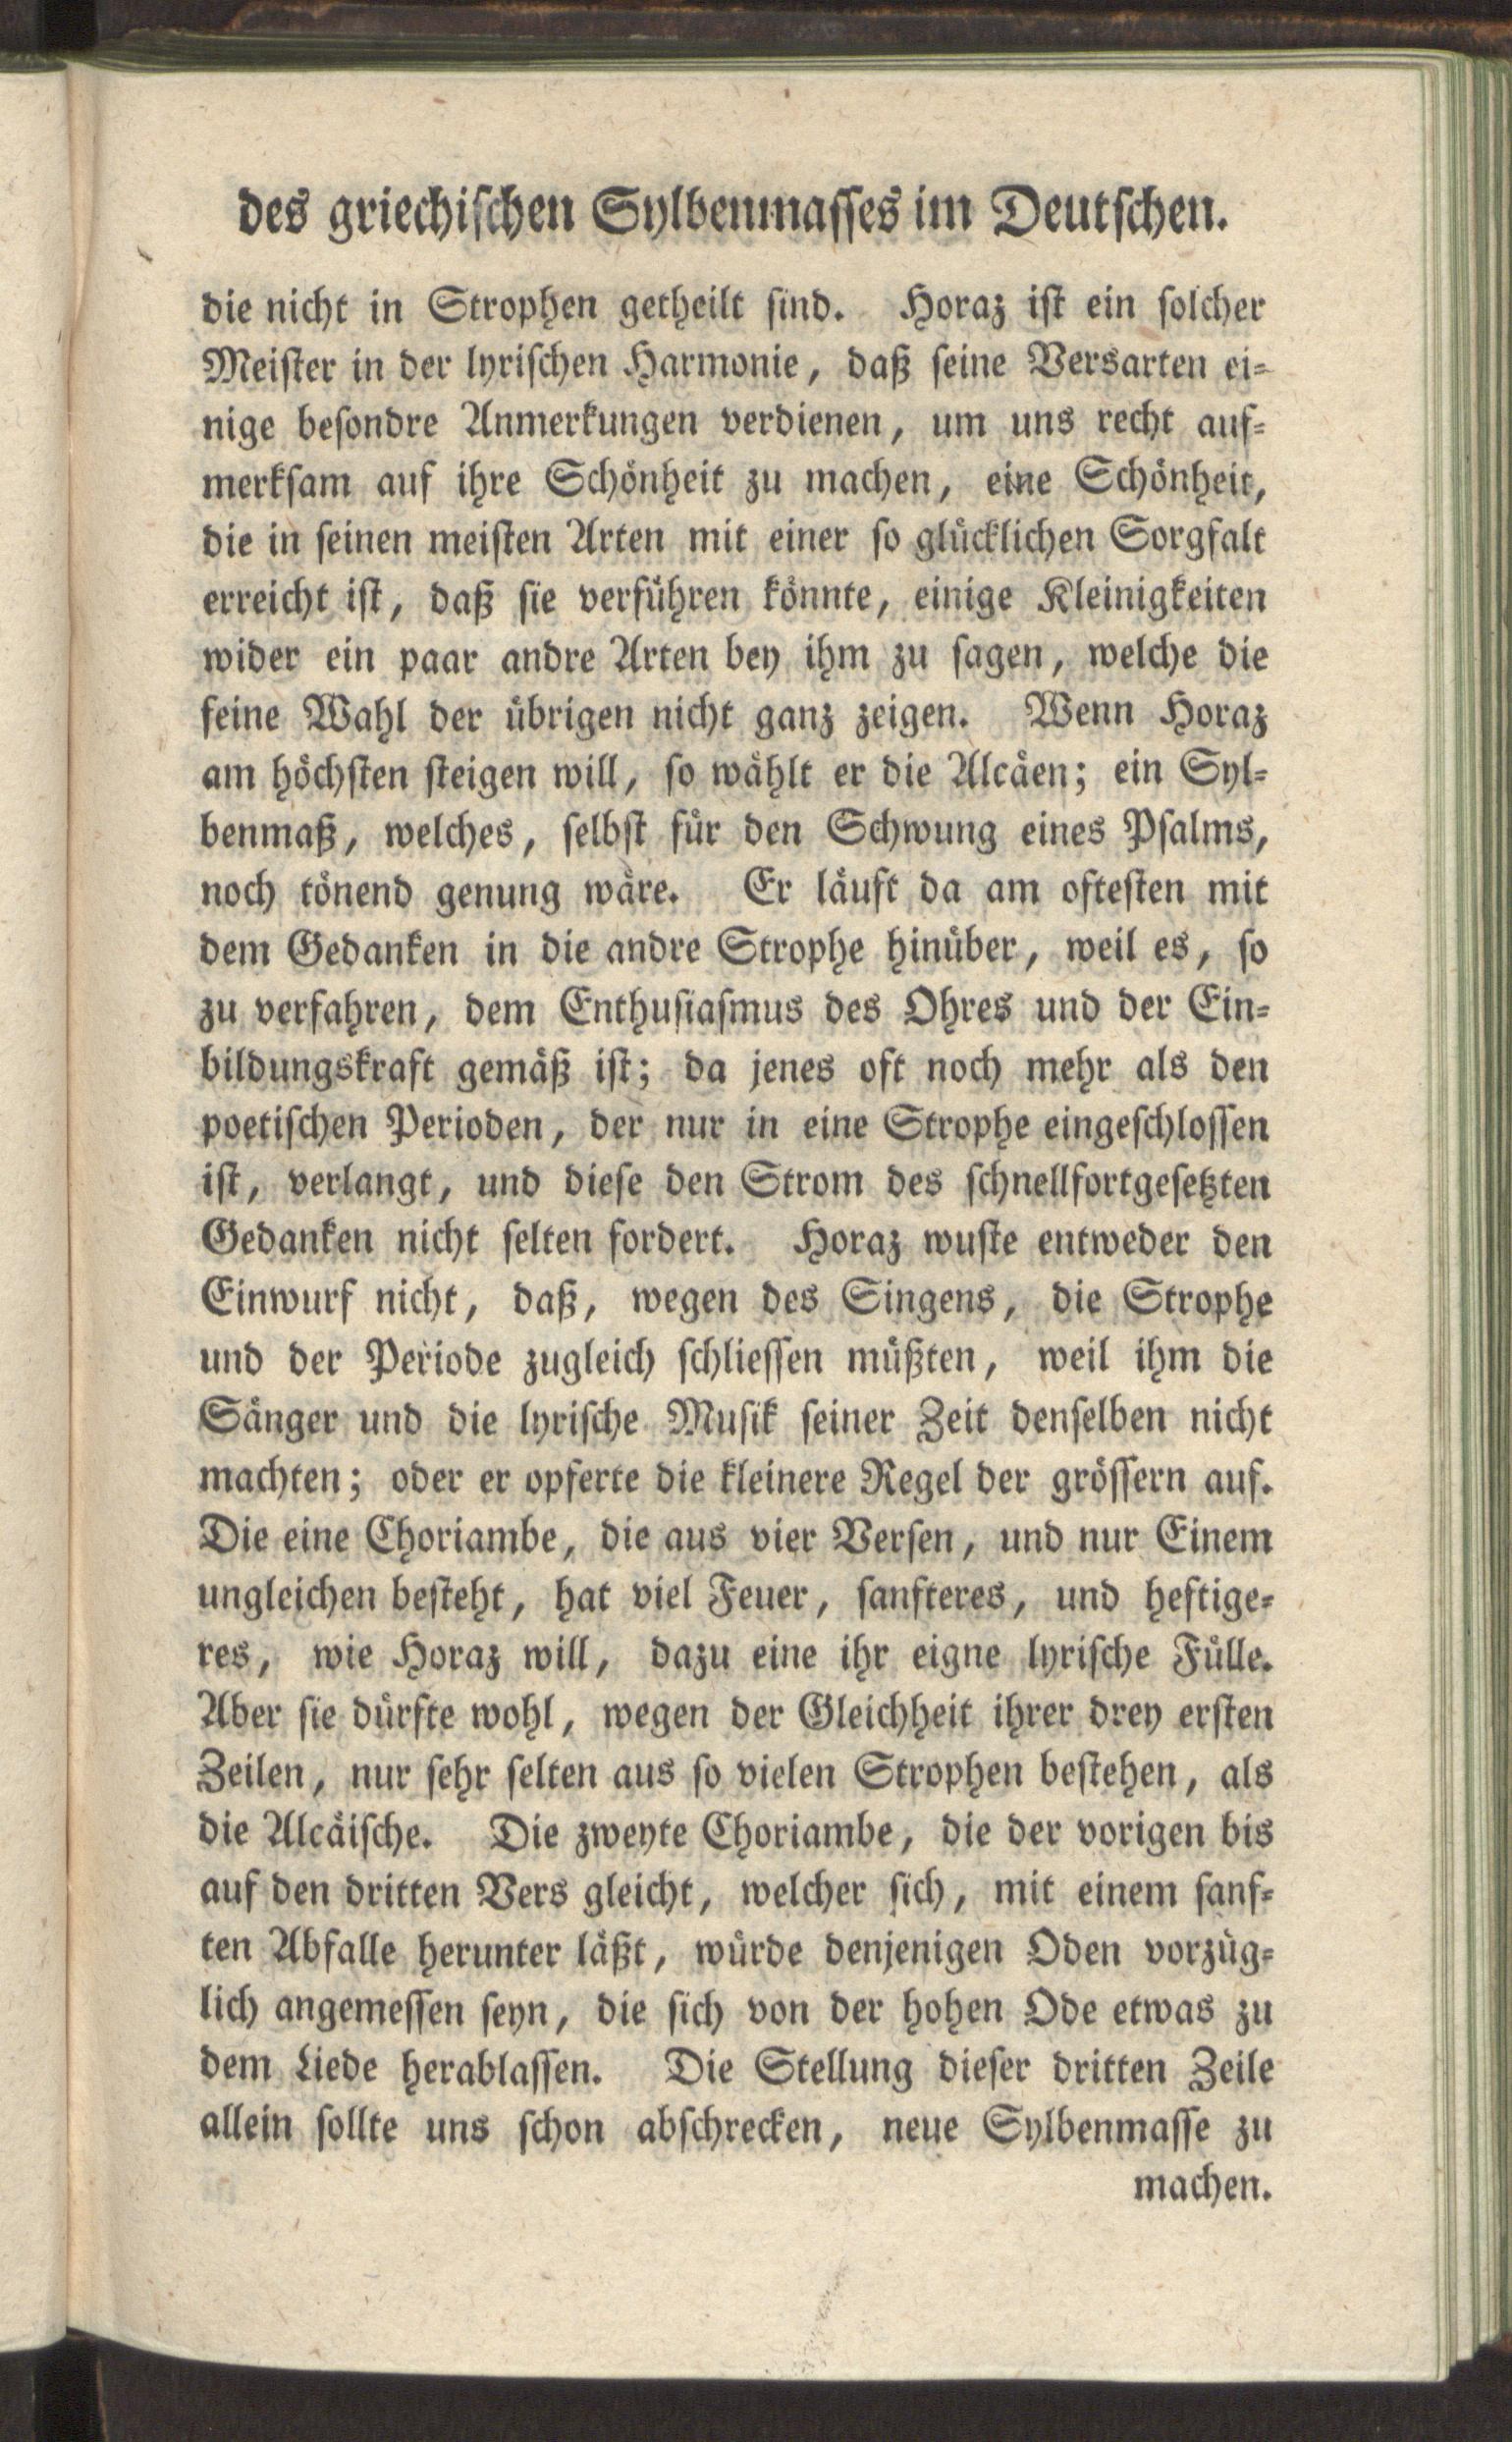 des griechischen Sylbenmasses im Deutschen.
die nicht in Strophen getheilt sind. Horaz ist ein solcher
Meister in der lyrischen Harmonie, daß seine Versarten ei-
nige besondre Anmerkungen verdienen, um uns recht auf-
merksam auf ihre Schönheit zu machen, eine Schönheit,
die in seinen meisten Arten mit einer so glücklichen Sorgfalt
erreicht ist, daß sie verführen könnte, einige Kleinigkeiten
wider ein paar andre Arten bey ihm zu sagen, welche die
feine Wahl der übrigen nicht ganz zeigen. Wenn Horaz
am höchsten steigen will, so wählt er die Alcäen; ein Syl-
benmaß, welches, selbst für den Schwung eines Psalms,
noch tönend genung wäre. Er läuft da am oftesten mit
dem Gedanken in die andre Strophe hinüber, weil es, so
zu verfahren, dem Enthusiasmus des Ohres und der Ein-
bildungskraft gemäß ist; da jenes oft noch mehr als den
poetischen Perioden, der nur in eine Strophe eingeschlossen
ist, verlangt, und diese den Strom des schnellfortgesetzten
Gedanken nicht selten fordert. Horaz wuste entweder den
Einwurf nicht, daß, wegen des Singens, die Strophe
und der Periode zugleich schliessen müßten, weil ihm die
Sänger und die lyrische Musik seiner Zeit denselben nicht
machten; oder er opferte die kleinere Regel der grössern auf.
Die eine Choriambe, die aus vier Versen, und nur Einem
ungleichen besteht, hat viel Feuer, sanfteres, und heftige-
res, wie Horaz will, dazu eine ihr eigne lyrische Fülle.
Aber sie dürfte wohl, wegen der Gleichheit ihrer drey ersten
Zeilen, nur sehr selten aus so vielen Strophen bestehen, als
die Alcäische. Die zweyte Choriambe, die der vorigen bis
auf den dritten Vers gleicht, welcher sich, mit einem sanf-
ten Abfalle herunter läßt, würde denjenigen Oden vorzüg-
lich angemessen seyn, die sich von der hohen Ode etwas zu
dem Liede herablassen. Die Stellung dieser dritten Zeile
allein sollte uns schon abschrecken, neue Sylbenmasse zu
machen.